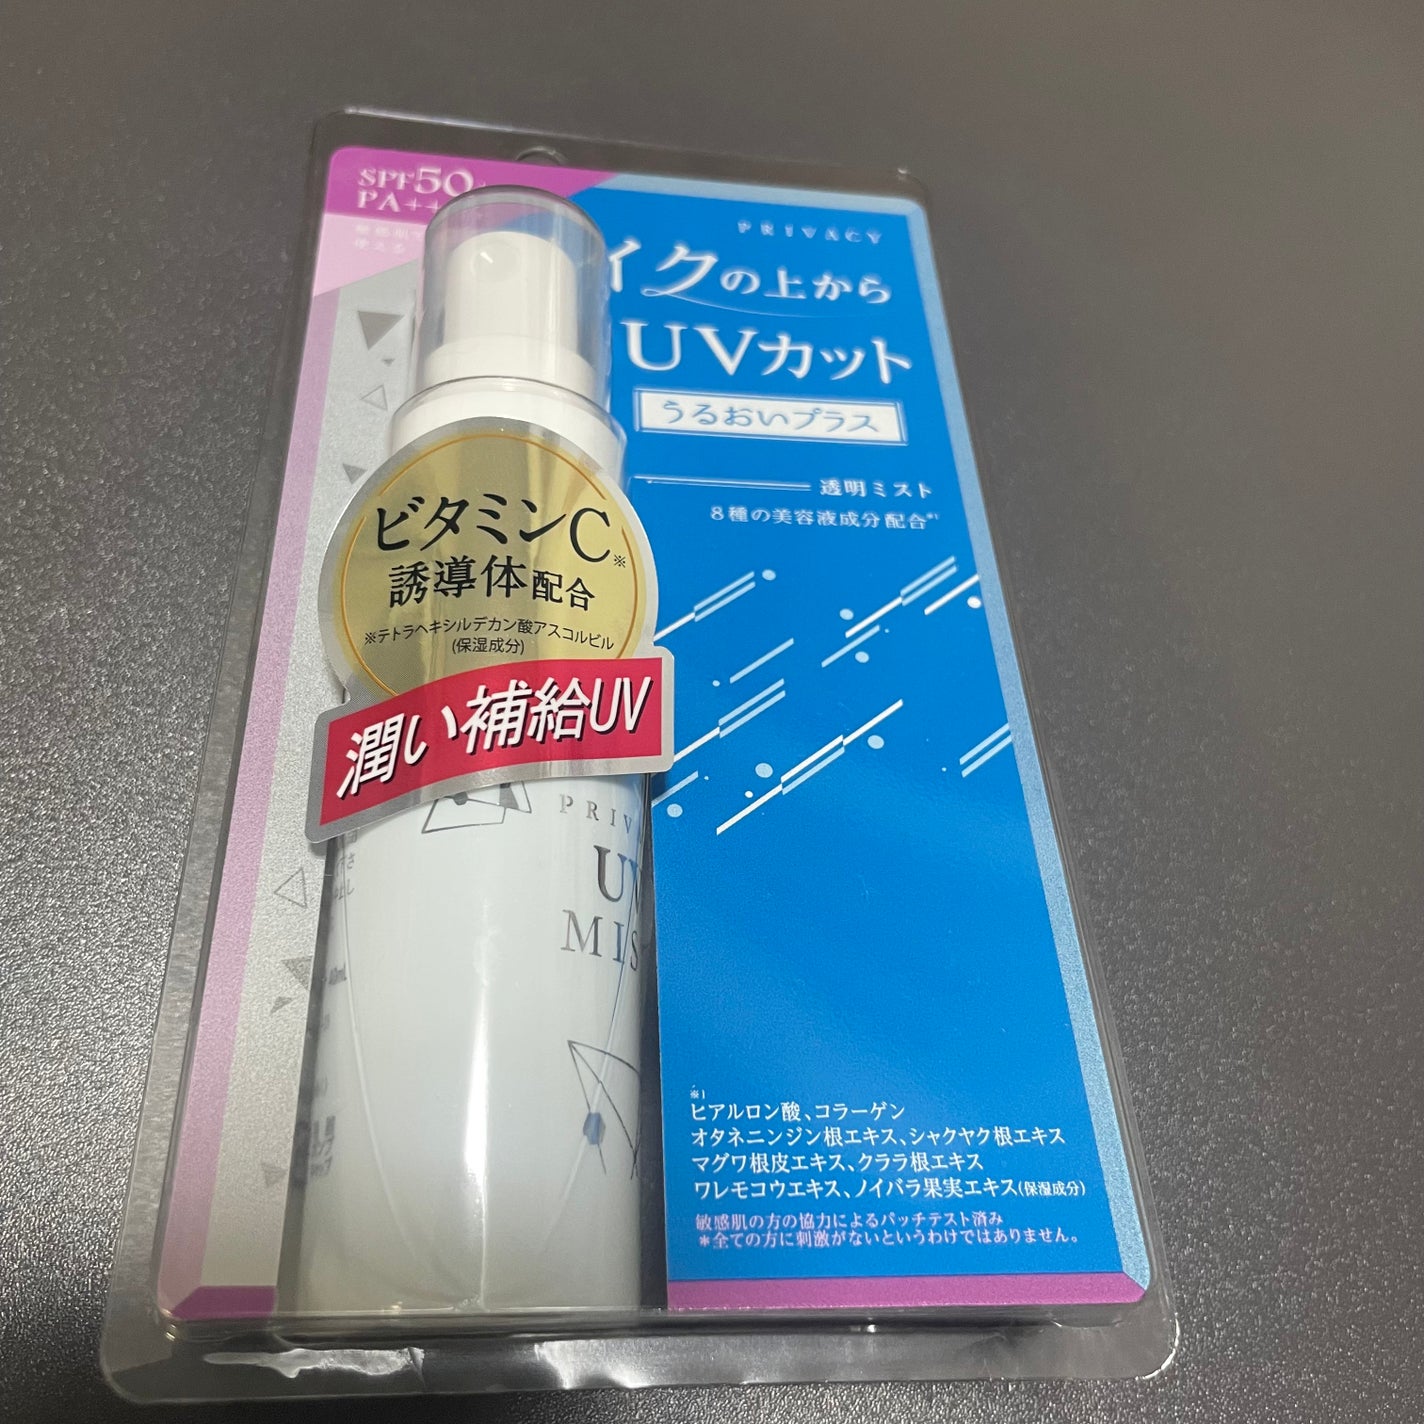 SPF50
PA++
PRIVACY
イクの上から
UVカット
うるおいプラス
透明ミスト
8種の美容液成分配合※1
ビタミンC※
誘導体配合
※テトラヘキシルデカン酸アスコルビル
(保湿成分)
潤い補給UV
PRIV
UV
MIS
※1
ヒアルロン酸、コラーゲン
オタネニンジン根エキス、シャクヤク根エキス
マグワ根皮エキス、クララ根エキス
ワレモコウエキス、ノイバラ果実エキス(保湿成分)
敏感肌の方の協力によるパッチテスト済み
*全ての方に刺激がないというわけではありません。